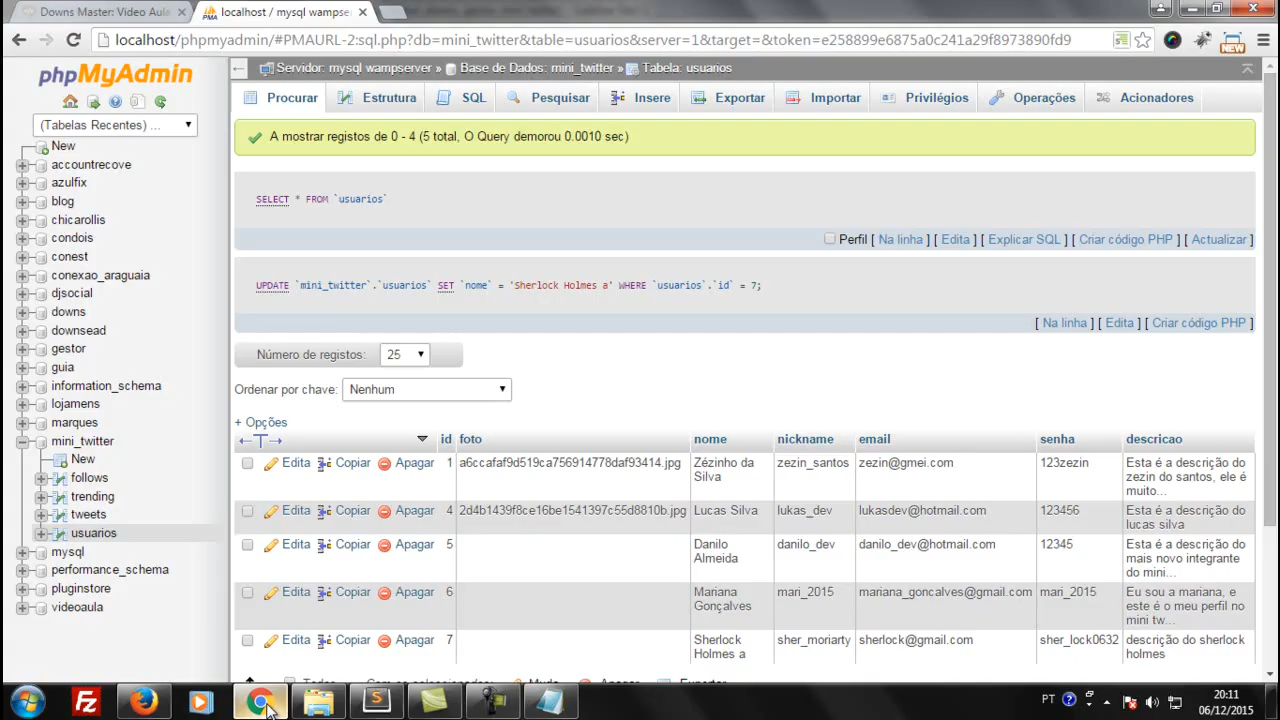 Downs Master: Video Aula
localhost / mysql wampser
localhost/phpmyadmin/#PMAURL-2:sql.php?db=mini_twitter&table=usuarios&server=1&target=&token=e258899e6875a0c241a29f8973890fd9
NEW
phpMyAdmin
(Tabelas Recentes) ...
New
accountrecove
azulfix
blog
chicarollis
condois
conest
conexao_araguaia
djsocial
downs
downsead
gestor
guia
information_schema
lojamens
marques
mini_twitter
New
follows
trending
tweets
usuarios
mysql
performance_schema
pluginstore
videoaula
Servidor: mysql wampserver » Base de Dados: mini_twitter » Tabela: usuarios
Procurar Estrutura SQL Pesquisar Insere Exportar Importar Privilégios Operações Acionadores
A mostrar registos de 0 - 4 (5 total, O Query demorou 0.0010 sec)
SELECT * FROM `usuarios`
Perfil [ Na linha ] [ Edita ] [ Explicar SQL ] [ Criar código PHP ] [ Actualizar ]
UPDATE `mini_twitter`.`usuarios` SET `nome` = 'Sherlock Holmes a' WHERE `usuarios`.`id` = 7;
[ Na linha ] [ Edita ] [ Criar código PHP ]
Número de registos: 25
Ordenar por chave: Nenhum
+ Opções
←T→ id foto nome nickname email senha descricao
Edita Copiar Apagar 1 a6ccafaf9d519ca756914778daf93414.jpg Zézinho da zezin_santos zezin@gmei.com 123zezin Esta é a descrição do
Silva zezin do santos, ele é
muito...
Edita Copiar Apagar 4 2d4b1439f8ce16be1541397c55d8810b.jpg Lucas Silva lukas_dev lukasdev@hotmail.com 123456 Esta é a descrição do
lucas silva
Edita Copiar Apagar 5 Danilo danilo_dev danilo_dev@hotmail.com 12345 Esta é a descrição do
Almeida mais novo integrante
do mini...
Edita Copiar Apagar 6 Mariana mari_2015 mariana_goncalves@gmail.com mari_2015 Eu sou a mariana, e
Gonçalves este é o meu perfil no
mini tw...
Edita Copiar Apagar 7 Sherlock sher_moriarty sherlock@gmail.com sher_lock0632 descrição do sherlock
Holmes a holmes
Todos Com os seleccionados: Muda Apagar Exportar
PT
20:11
06/12/2015